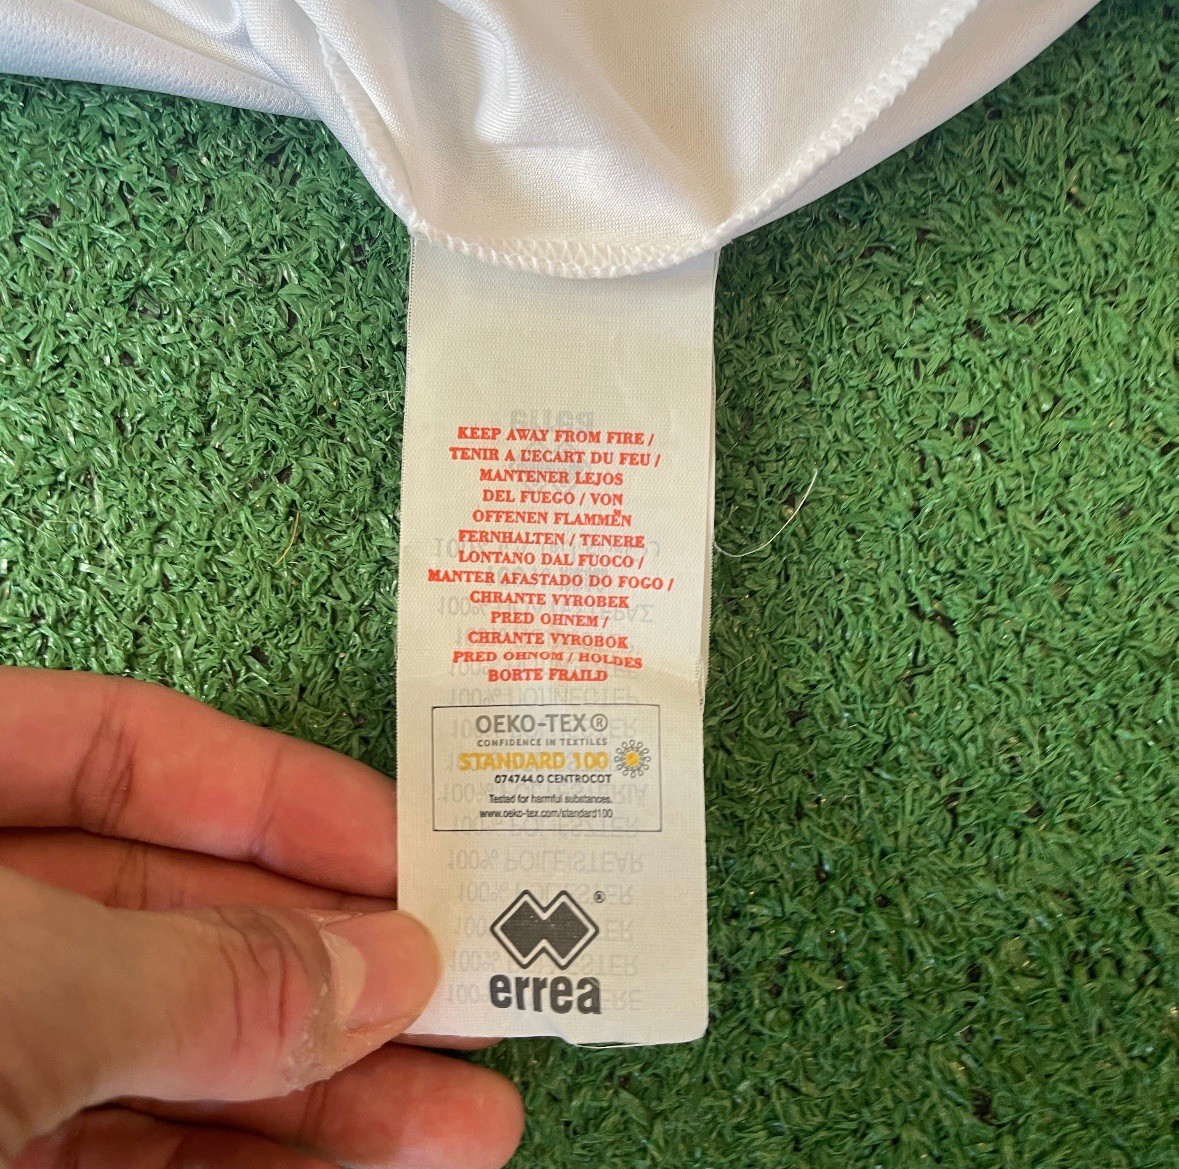 KEEP AWAY FROM FIRE /
TENIR A L'ECART DU FEU /
MANTENER LEJOS
DEL FUEGO / VON
OFFENEN FLAMMEN
FERNHALTEN / TENERE
LONTANO DAL FUOCO /
MANTER AFASTADO DO FOGO /
CHRANTE VYROBEK
PRED OHNEM /
CHRANTE VYROBOK
PRED OHNOM / HOLDES
BORTE FRAILD
OEKO-TEX®
CONFIDENCE IN TEXTILES
STANDARD 100
074744.O CENTROCOT
Tested for harmful substances.
www.oeko-tex.com/standard100
®
errea